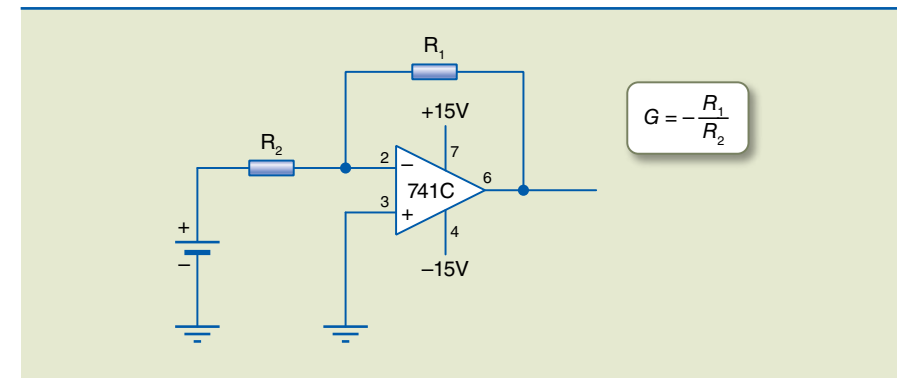 R₁
+15V
G = – R₁ / R₂
R₂
7
2
–
6
741C
3
+
+
4
–
–15V